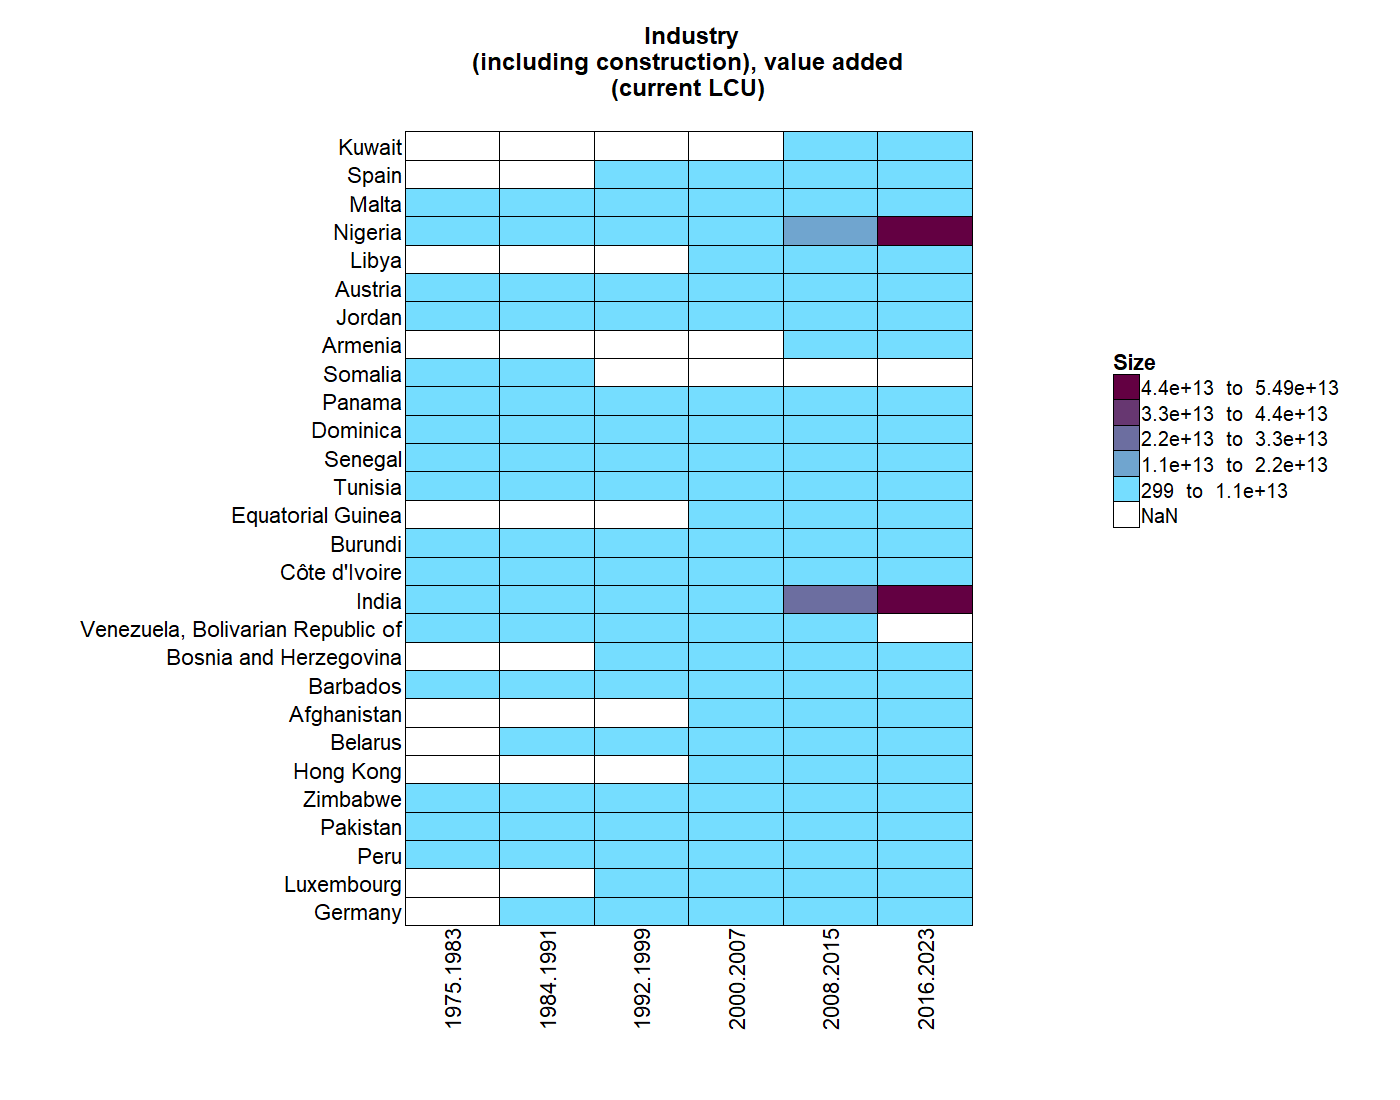 Industry
(including construction), value added
(current LCU)
Kuwait
Spain
Malta
Nigeria
Libya
Austria
Jordan
Armenia
Somalia
Panama
Dominica
Senegal
Tunisia
Equatorial Guinea
Burundi
Côte d'Ivoire
India
Venezuela, Bolivarian Republic of
Bosnia and Herzegovina
Barbados
Afghanistan
Belarus
Hong Kong
Zimbabwe
Pakistan
Peru
Luxembourg
Germany
1975.1983
1984.1991
1992.1999
2000.2007
2008.2015
2016.2023
Size
4.4e+13 to 5.49e+13
3.3e+13 to 4.4e+13
2.2e+13 to 3.3e+13
1.1e+13 to 2.2e+13
299 to 1.1e+13
NaN